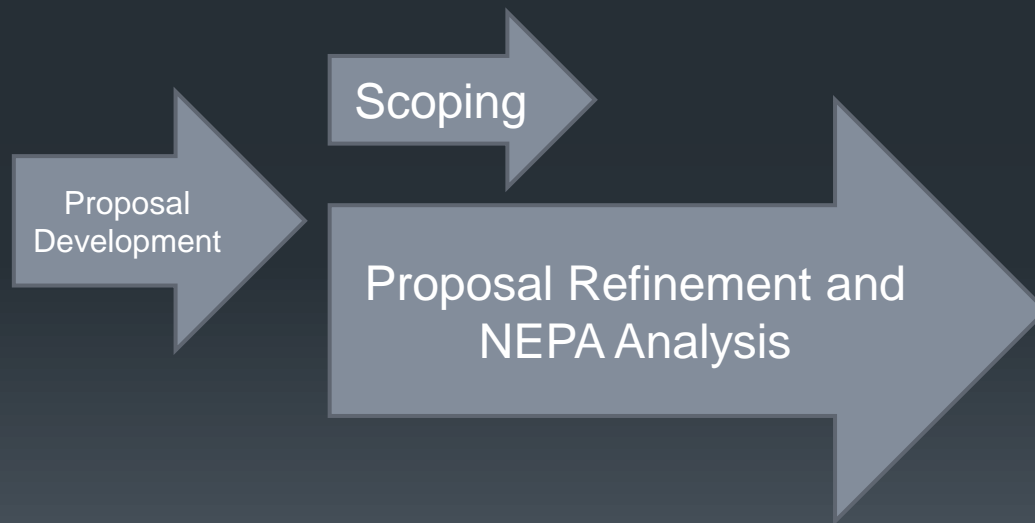 Scoping
Proposal
Development
Proposal Refinement and
NEPA Analysis